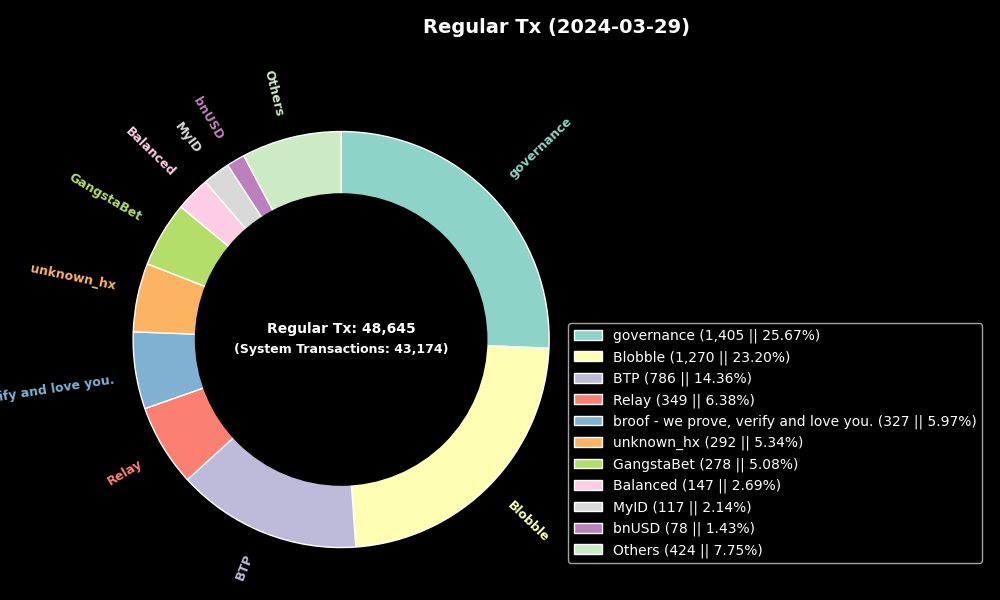 Regular Tx (2024-03-29)
Others
bnUSD
MyID
Balanced
GangstaBet
unknown_hx
and love you.
Relay
BTP
governance
Blobble
Regular Tx: 48,645
(System Transactions: 43,174)
governance (1,405 || 25.67%)
Blobble (1,270 || 23.20%)
BTP (786 || 14.36%)
Relay (349 || 6.38%)
broof - we prove, verify and love you. (327 || 5.97%)
unknown_hx (292 || 5.34%)
GangstaBet (278 || 5.08%)
Balanced (147 || 2.69%)
MyID (117 || 2.14%)
bnUSD (78 || 1.43%)
Others (424 || 7.75%)